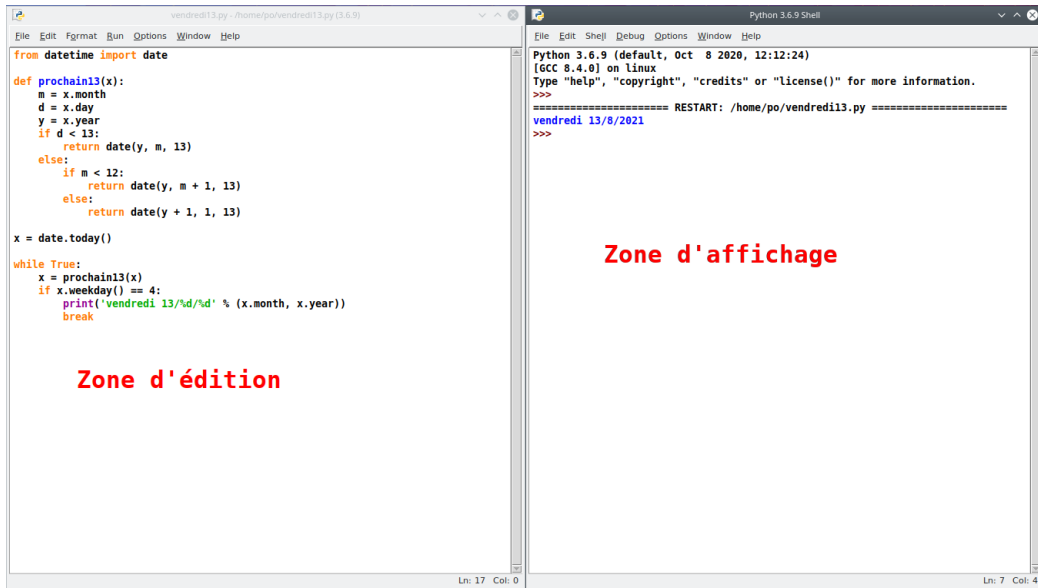 vendredi13.py - /home/po/vendredi13.py (3.6.9)
File Edit Format Run Options Window Help
from datetime import date
def prochain13(x):
    m = x.month
    d = x.day
    y = x.year
    if d < 13:
        return date(y, m, 13)
    else:
        if m < 12:
            return date(y, m + 1, 13)
        else:
            return date(y + 1, 1, 13)
x = date.today()
while True:
    x = prochain13(x)
    if x.weekday() == 4:
        print('vendredi 13/%d/%d' % (x.month, x.year))
        break
Zone d'édition
Ln: 17 Col: 0
Python 3.6.9 Shell
File Edit Shell Debug Options Window Help
Python 3.6.9 (default, Oct  8 2020, 12:12:24)
[GCC 8.4.0] on linux
Type "help", "copyright", "credits" or "license()" for more information.
>>>
====================== RESTART: /home/po/vendredi13.py ======================
vendredi 13/8/2021
>>>
Zone d'affichage
Ln: 7 Col: 4